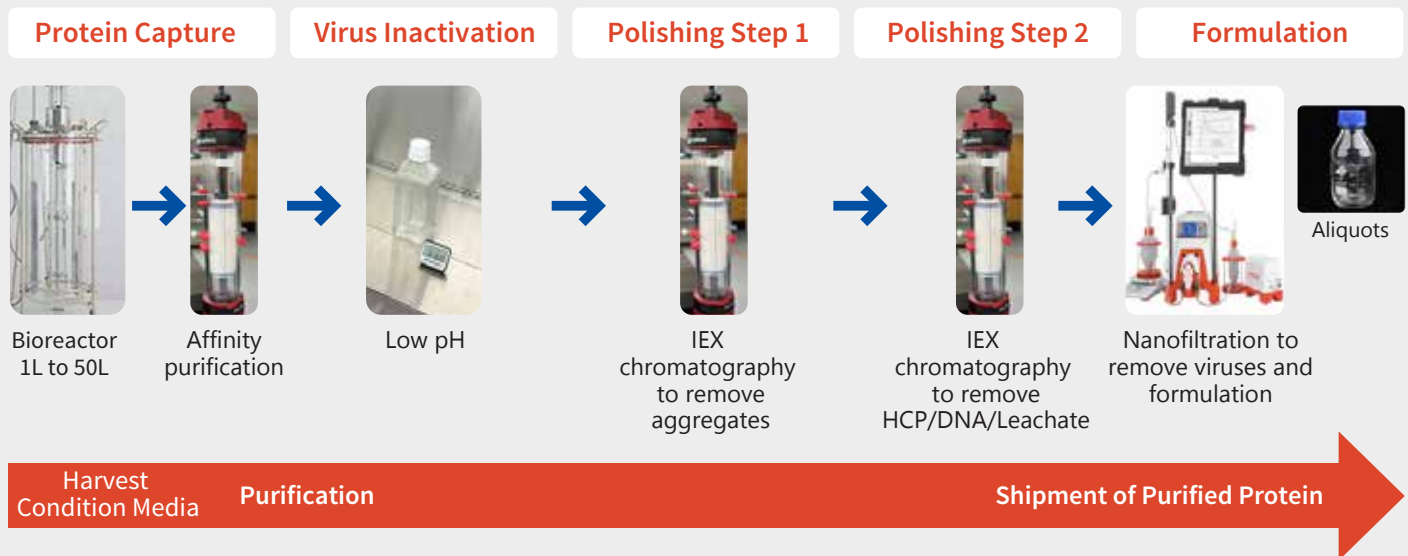 Protein Capture
Virus Inactivation
Polishing Step 1
Polishing Step 2
Formulation
Bioreactor
1L to 50L
Affinity
purification
Low pH
IEX
chromatography
to remove
aggregates
IEX
chromatography
to remove
HCP/DNA/Leachate
Nanofiltration to
remove viruses and
formulation
Aliquots
Harvest
Condition Media
Purification
Shipment of Purified Protein